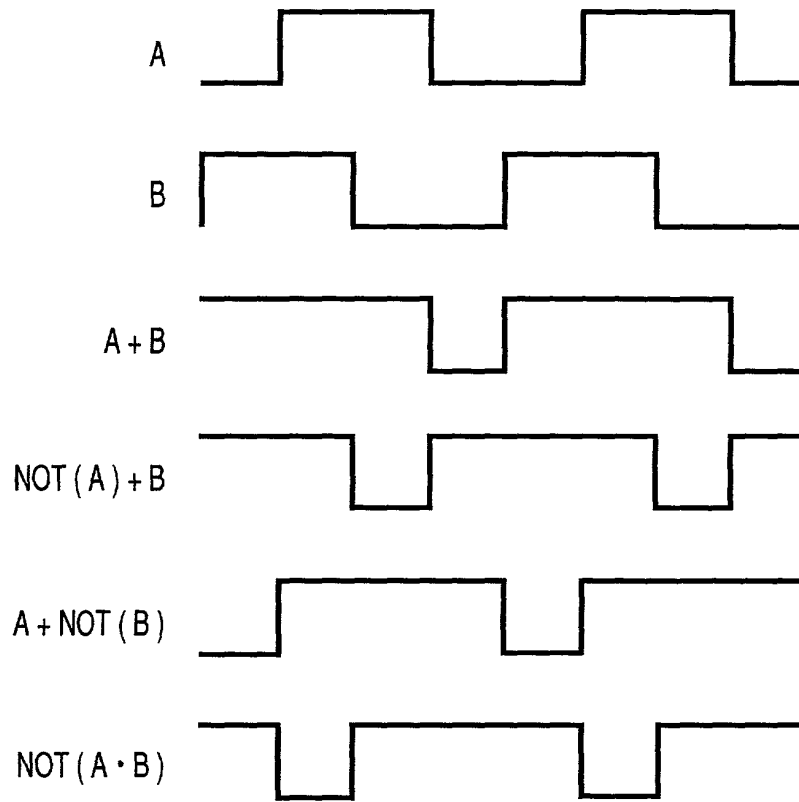 A
B
A + B
NOT ( A ) + B
A + NOT ( B )
NOT ( A · B )